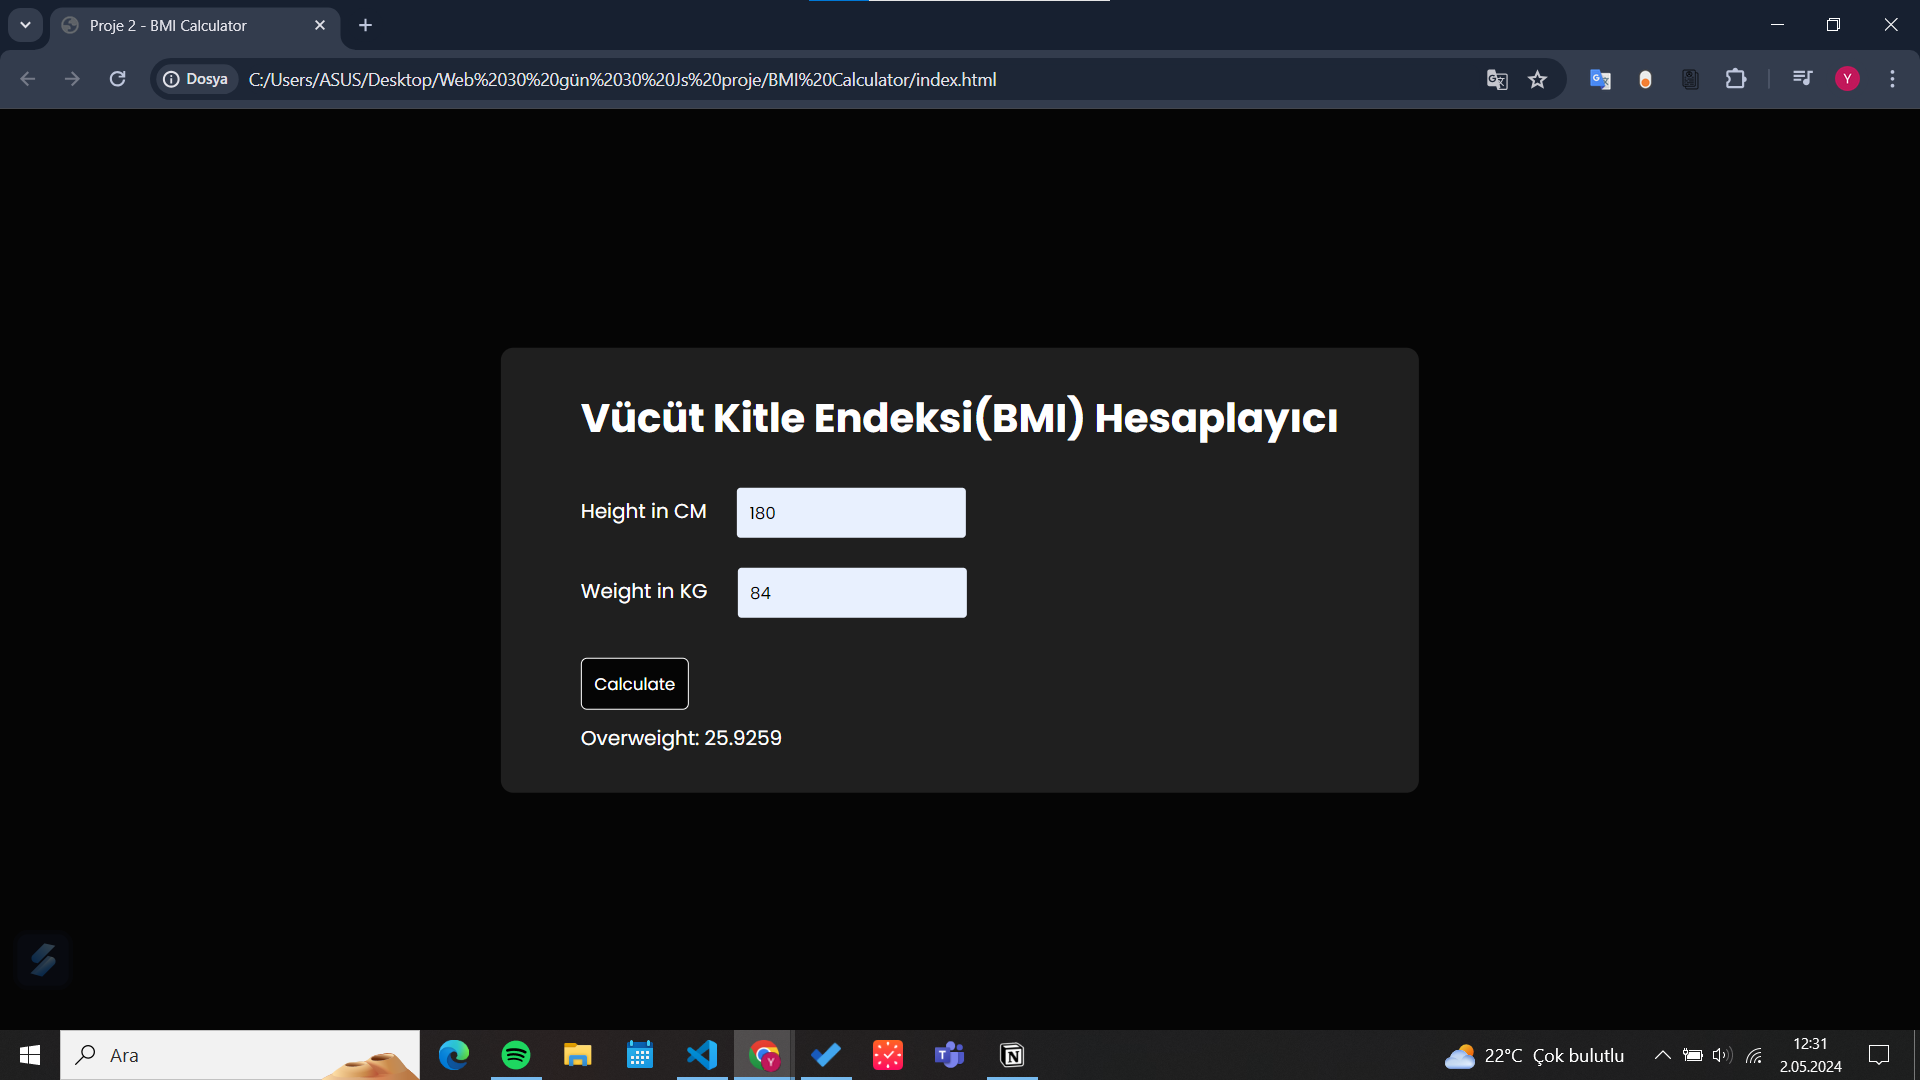 Proje 2 - BMI Calculator
Dosya
C:/Users/ASUS/Desktop/Web%2030%20gün%2030%20Js%20proje/BMI%20Calculator/index.html
Y
Vücüt Kitle Endeksi(BMI) Hesaplayıcı
Height in CM
180
Weight in KG
84
Calculate
Overweight: 25.9259
Ara
22°C Çok bulutlu
12:31
2.05.2024